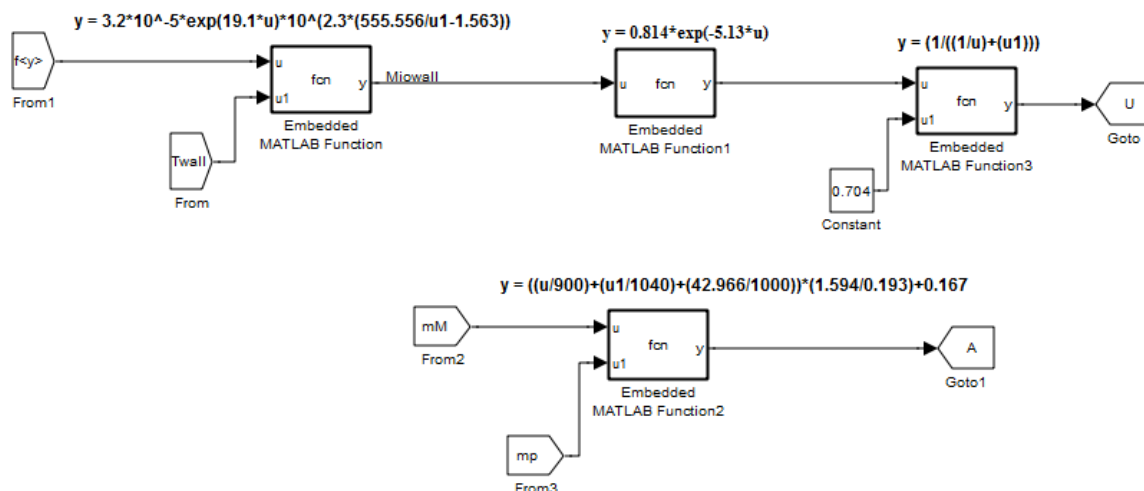 y = 3.2*10^-5*exp(19.1*u)*10^(2.3*(555.556/u1-1.563))
y = 0.814*exp(-5.13*u)
y = (1/((1/u)+(u1)))
f<y>
From1
u
u1
fcn
y
Embedded
MATLAB Function
Twall
From
Miowall
u
fcn
y
Embedded
MATLAB Function1
u
u1
fcn
y
Embedded
MATLAB Function3
0.704
Constant
U
Goto
y = ((u/900)+(u1/1040)+(42.966/1000))*(1.594/0.193)+0.167
mM
From2
u
u1
fcn
y
Embedded
MATLAB Function2
mp
From3
A
Goto1